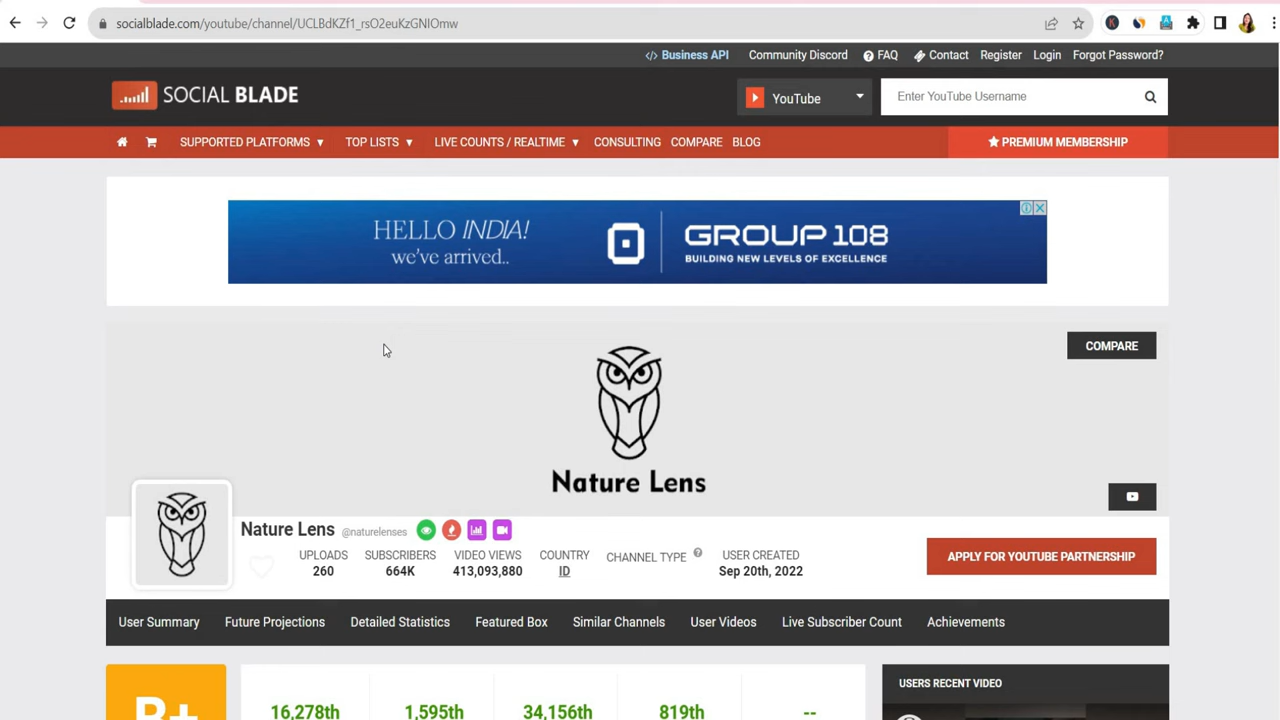 socialblade.com/youtube/channel/UCLBdKZf1_rsO2euKzGNIOmw
Business API Community Discord FAQ Contact Register Login Forgot Password?
SOCIAL BLADE
YouTube
Enter YouTube Username
SUPPORTED PLATFORMS TOP LISTS LIVE COUNTS / REALTIME CONSULTING COMPARE BLOG
PREMIUM MEMBERSHIP
HELLO INDIA!
we've arrived..
GROUP 108
BUILDING NEW LEVELS OF EXCELLENCE
COMPARE
Nature Lens
Nature Lens @naturelenses
UPLOADS SUBSCRIBERS VIDEO VIEWS COUNTRY CHANNEL TYPE USER CREATED
260 664K 413,093,880 ID Sep 20th, 2022
APPLY FOR YOUTUBE PARTNERSHIP
User Summary Future Projections Detailed Statistics Featured Box Similar Channels User Videos Live Subscriber Count Achievements
B+
16,278th 1,595th 34,156th 819th --
USERS RECENT VIDEO